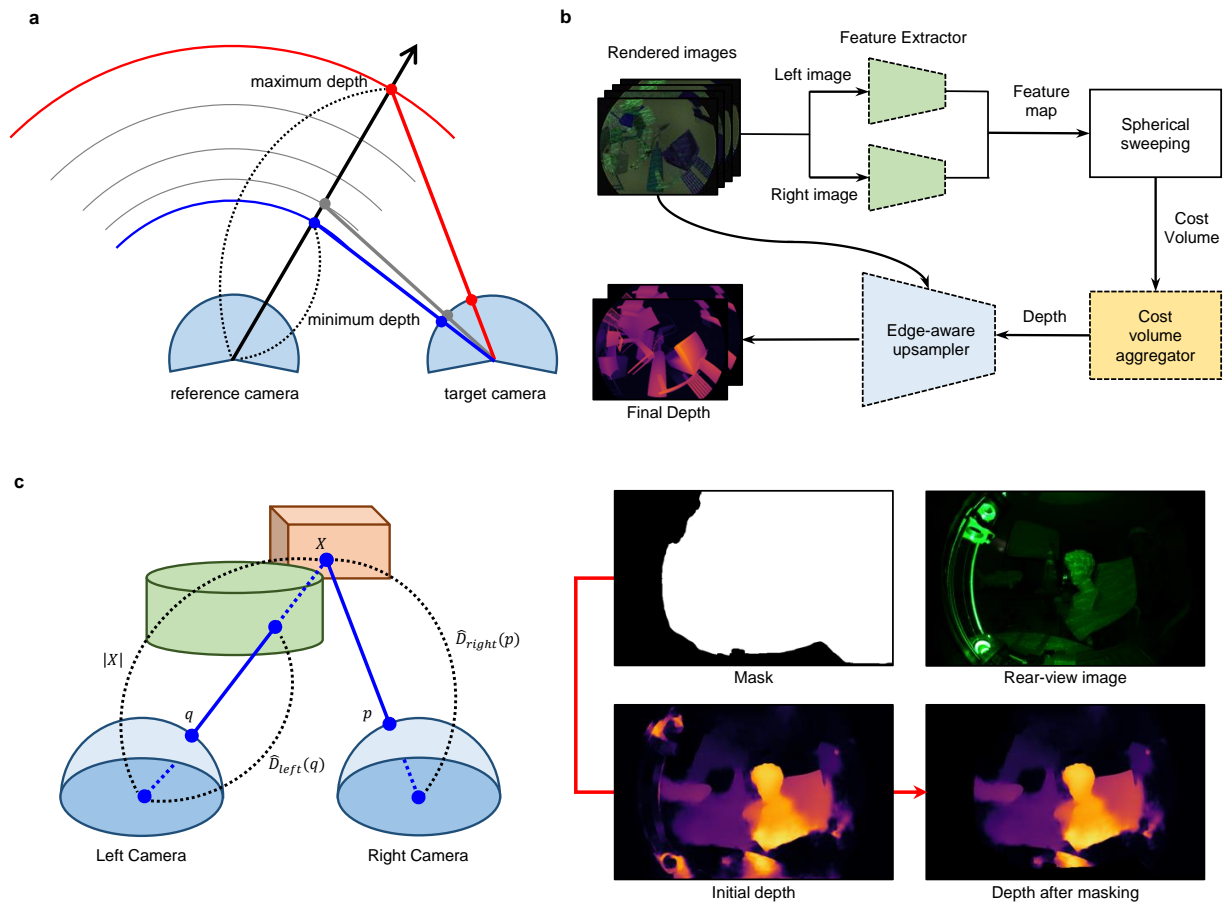 a
maximum depth
minimum depth
reference camera
target camera
b
Rendered images
Feature Extractor
Left image
Right image
Feature
map
Spherical
sweeping
Cost
Volume
Cost
volume
aggregator
Depth
Edge-aware
upsampler
Final Depth
c
X
|X|
D̂_right(p)
q
p
D̂_left(q)
Left Camera
Right Camera
Mask
Rear-view image
Initial depth
Depth after masking